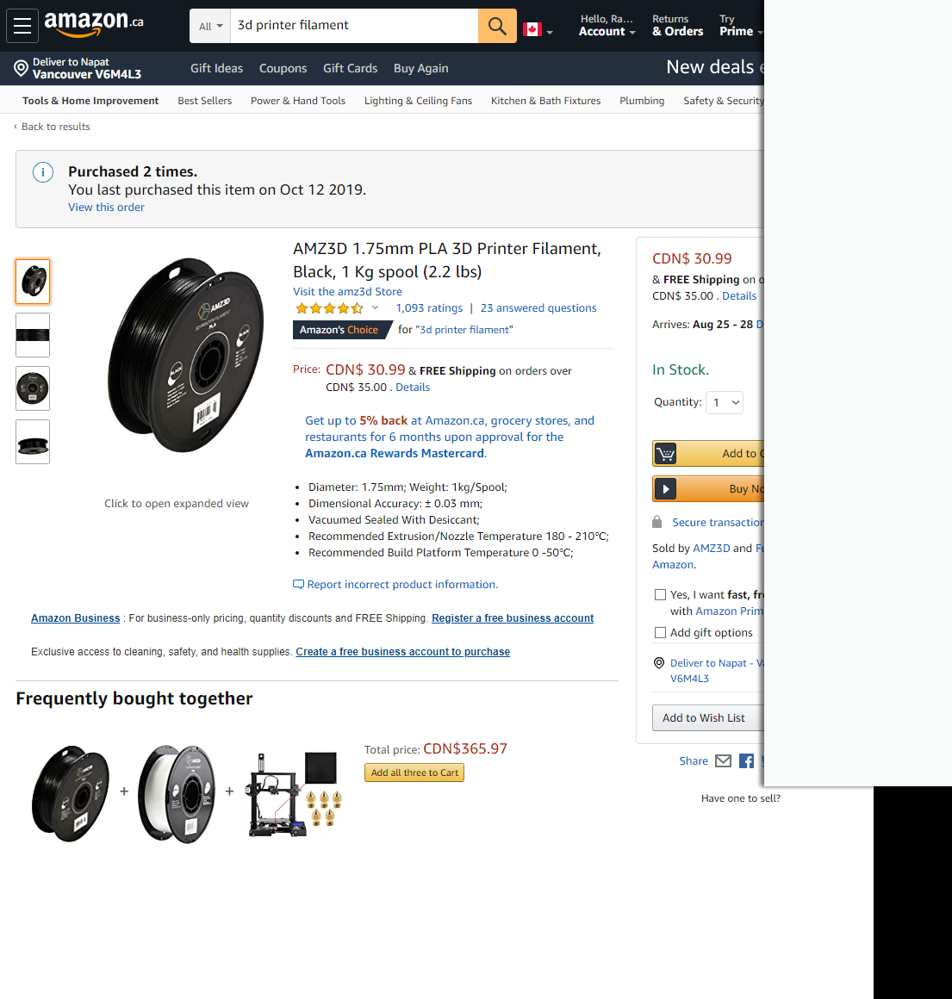 amazon.ca
All
3d printer filament
Hello, Ra...
Account
Returns
& Orders
Try
Prime
Deliver to Napat
Vancouver V6M4L3
Gift Ideas Coupons Gift Cards Buy Again
New deals
Tools & Home Improvement Best Sellers Power & Hand Tools Lighting & Ceiling Fans Kitchen & Bath Fixtures Plumbing Safety & Security
‹ Back to results
Purchased 2 times.
You last purchased this item on Oct 12 2019.
View this order
AMZ3D 1.75mm PLA 3D Printer Filament,
Black, 1 Kg spool (2.2 lbs)
Visit the amz3d Store
1,093 ratings | 23 answered questions
Amazon's Choice for "3d printer filament"
Price: CDN$ 30.99 & FREE Shipping on orders over
CDN$ 35.00 . Details
Get up to 5% back at Amazon.ca, grocery stores, and
restaurants for 6 months upon approval for the
Amazon.ca Rewards Mastercard.
• Diameter: 1.75mm; Weight: 1kg/Spool;
• Dimensional Accuracy: ± 0.03 mm;
• Vacuumed Sealed With Desiccant;
• Recommended Extrusion/Nozzle Temperature 180 - 210°C;
• Recommended Build Platform Temperature 0 -50°C;
Report incorrect product information.
AMZ3D
3D PRINTER FILAMENT
PLA
BLACK
BLACK
Click to open expanded view
CDN$ 30.99
& FREE Shipping on
CDN$ 35.00 . Details
Arrives: Aug 25 - 28
In Stock.
Quantity: 1
Add to
Buy
Secure transaction
Sold by AMZ3D and
Amazon.
Yes, I want fast,
with Amazon
Add gift options
Deliver to Napat -
V6M4L3
Add to Wish List
Share
Have one to sell?
Amazon Business : For business-only pricing, quantity discounts and FREE Shipping. Register a free business account
Exclusive access to cleaning, safety, and health supplies. Create a free business account to purchase
Frequently bought together
+
+
Total price: CDN$365.97
Add all three to Cart